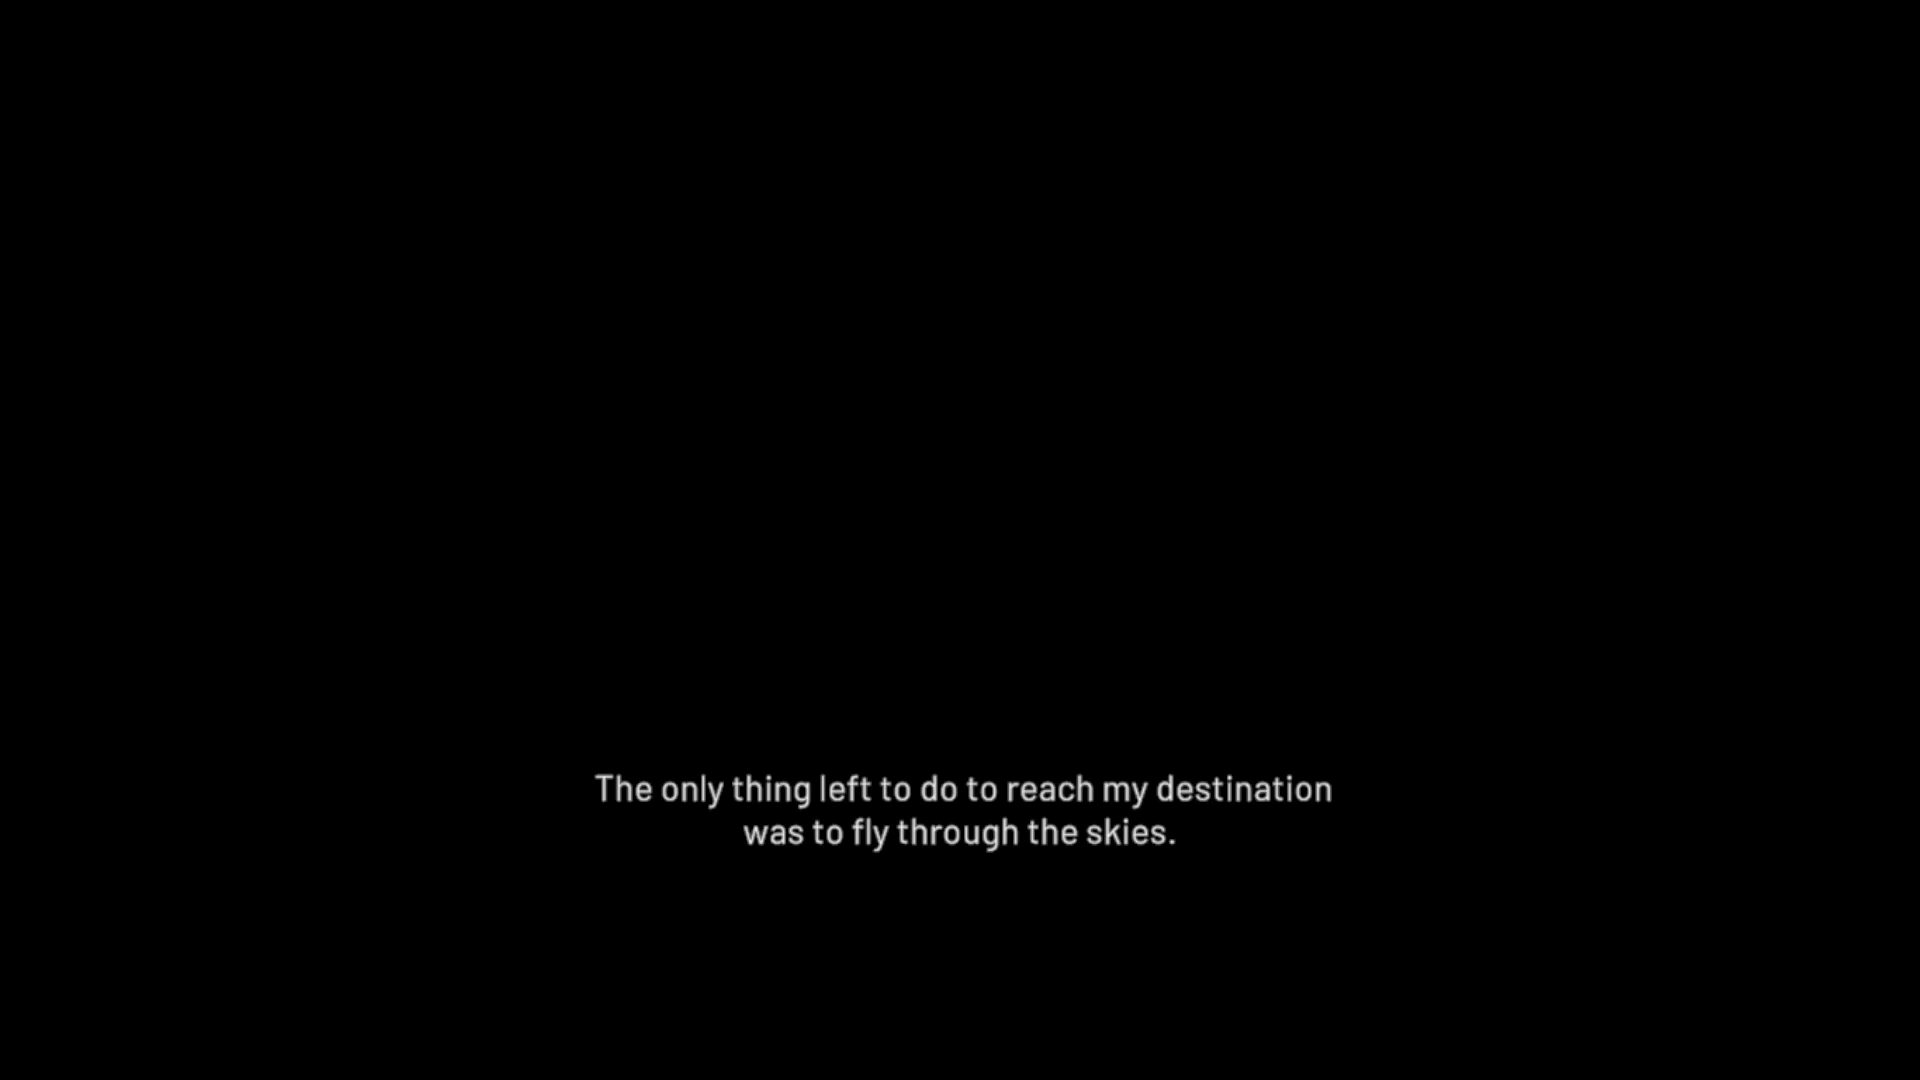 The only thing left to do to reach my destination
was to fly through the skies.